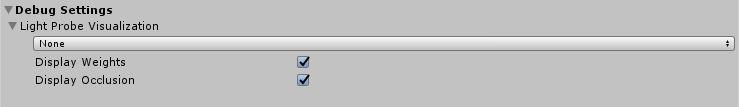 Debug Settings
Light Probe Visualization
None
Display Weights
Display Occlusion